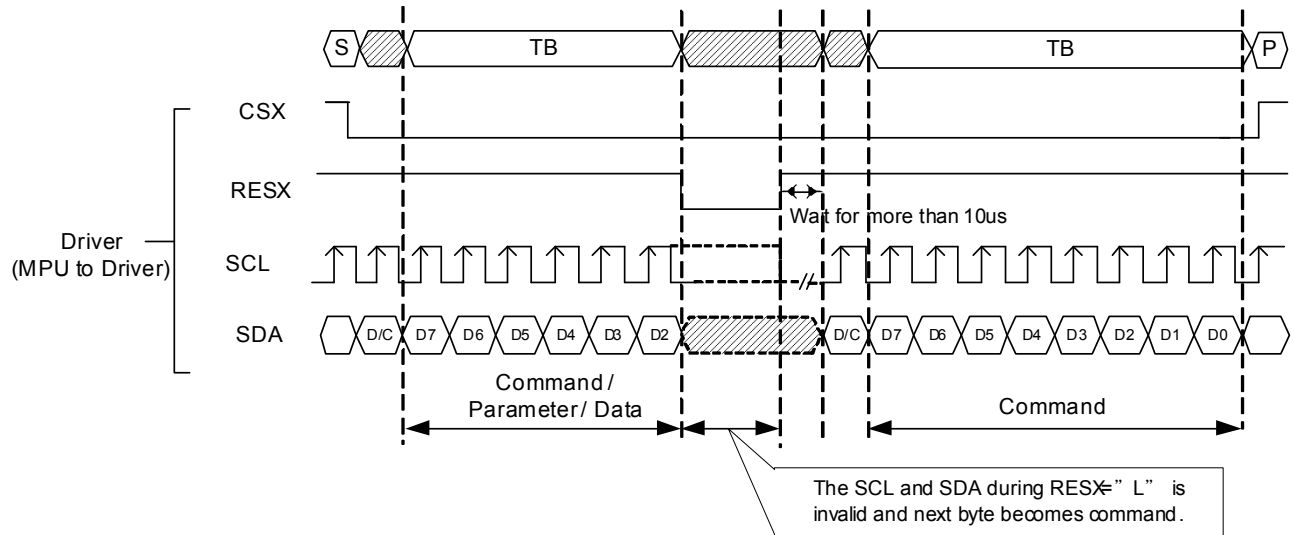 S TB TB P
CSX
RESX
Wait for more than 10us
Driver
(MPU to Driver)
SCL
SDA D/C D7 D6 D5 D4 D3 D2 D/C D7 D6 D5 D4 D3 D2 D1 D0
Command /
Parameter / Data
Command
The SCL and SDA during RESX=” L” is
invalid and next byte becomes command.